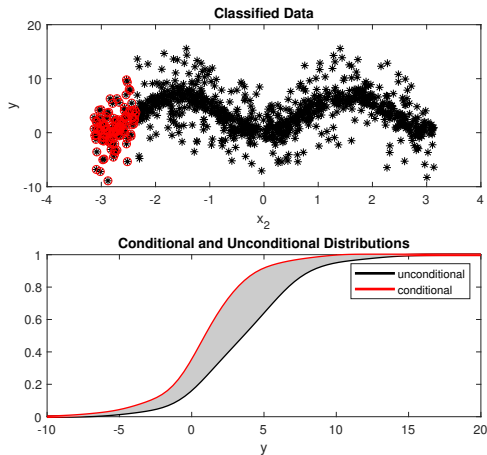 Classified Data
20
10
0
-10
y
-4 -3 -2 -1 0 1 2 3 4
x2
Conditional and Unconditional Distributions
1
0.8
0.6
0.4
0.2
0
unconditional
conditional
-10 -5 0 5 10 15 20
y